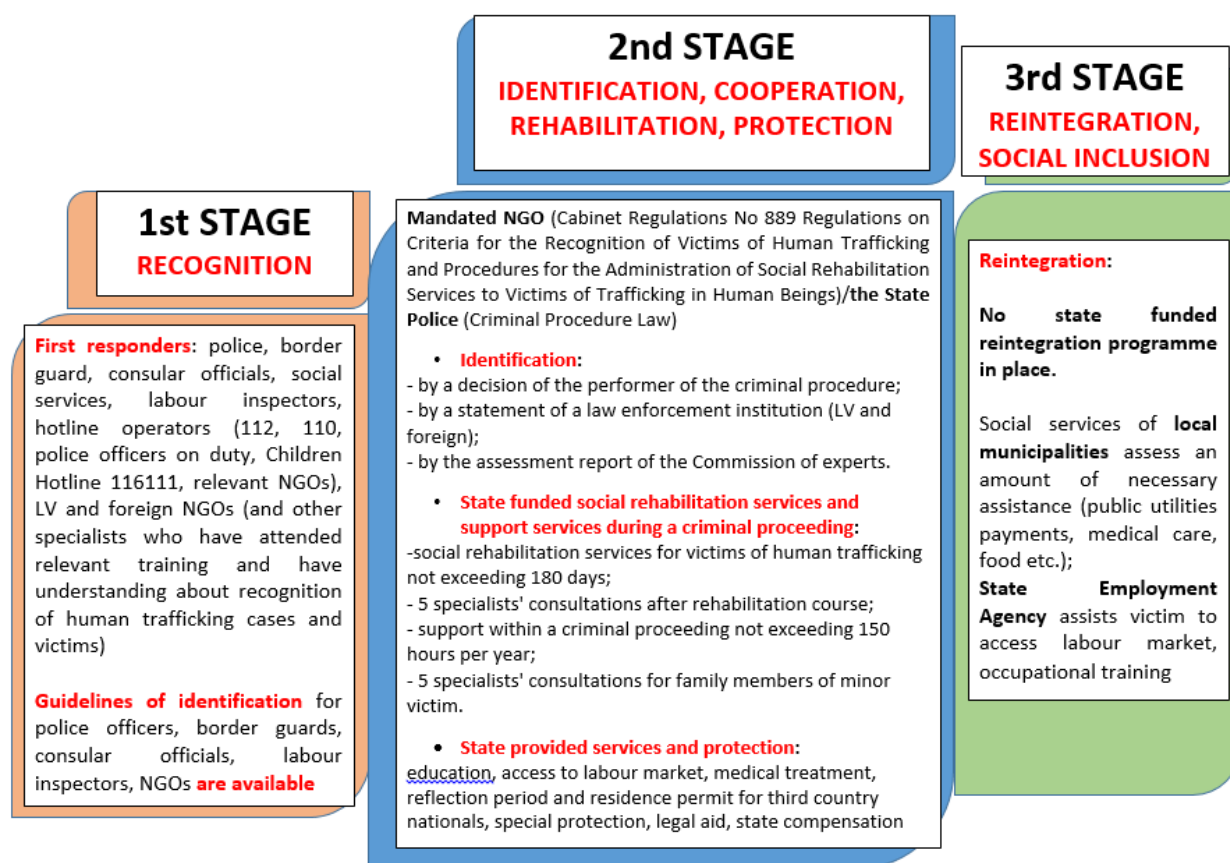 1st STAGE
RECOGNITION
First responders: police, border
guard, consular officials, social
services, labour inspectors,
hotline operators (112, 110,
police officers on duty, Children
Hotline 116111, relevant NGOs),
LV and foreign NGOs (and other
specialists who have attended
relevant training and have
understanding about recognition
of human trafficking cases and
victims)
Guidelines of identification for
police officers, border guards,
consular officials, labour
inspectors, NGOs are available
2nd STAGE
IDENTIFICATION, COOPERATION,
REHABILITATION, PROTECTION
Mandated NGO (Cabinet Regulations No 889 Regulations on
Criteria for the Recognition of Victims of Human Trafficking
and Procedures for the Administration of Social Rehabilitation
Services to Victims of Trafficking in Human Beings)/the State
Police (Criminal Procedure Law)
• Identification:
- by a decision of the performer of the criminal procedure;
- by a statement of a law enforcement institution (LV and
foreign);
- by the assessment report of the Commission of experts.
• State funded social rehabilitation services and
support services during a criminal proceeding:
-social rehabilitation services for victims of human trafficking
not exceeding 180 days;
- 5 specialists' consultations after rehabilitation course;
- support within a criminal proceeding not exceeding 150
hours per year;
- 5 specialists' consultations for family members of minor
victim.
• State provided services and protection:
education, access to labour market, medical treatment,
reflection period and residence permit for third country
nationals, special protection, legal aid, state compensation
3rd STAGE
REINTEGRATION,
SOCIAL INCLUSION
Reintegration:
No state funded
reintegration programme
in place.
Social services of local
municipalities assess an
amount of necessary
assistance (public utilities
payments, medical care,
food etc.);
State Employment
Agency assists victim to
access labour market,
occupational training